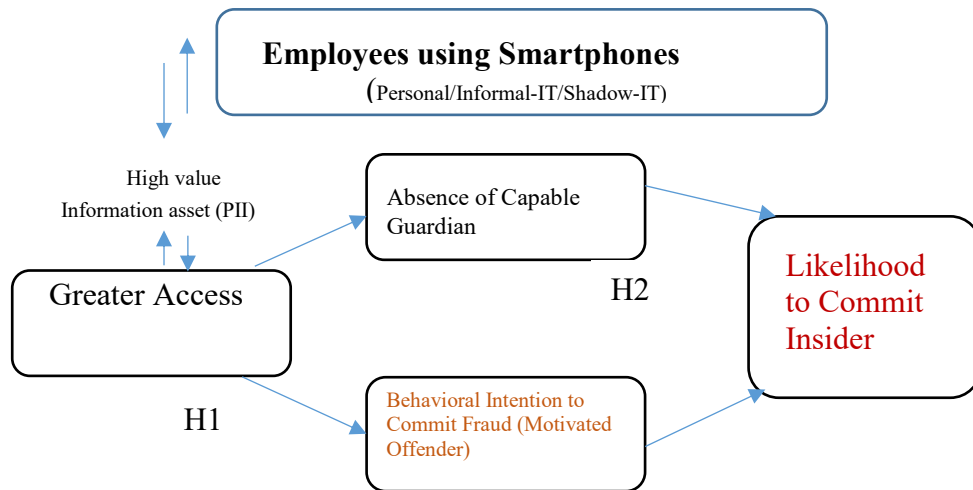 Employees using Smartphones
(Personal/Informal-IT/Shadow-IT)
High value
Information asset (PII)
Absence of Capable
Guardian
Greater Access
H2
Likelihood
to Commit
Insider
H1
Behavioral Intention to
Commit Fraud (Motivated
Offender)